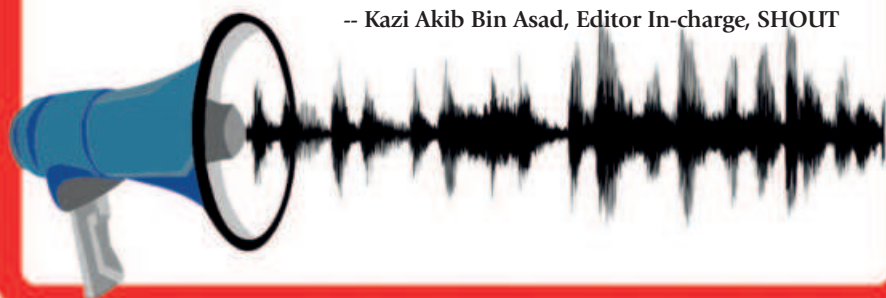 -- Kazi Akib Bin Asad, Editor In-charge, SHOUT